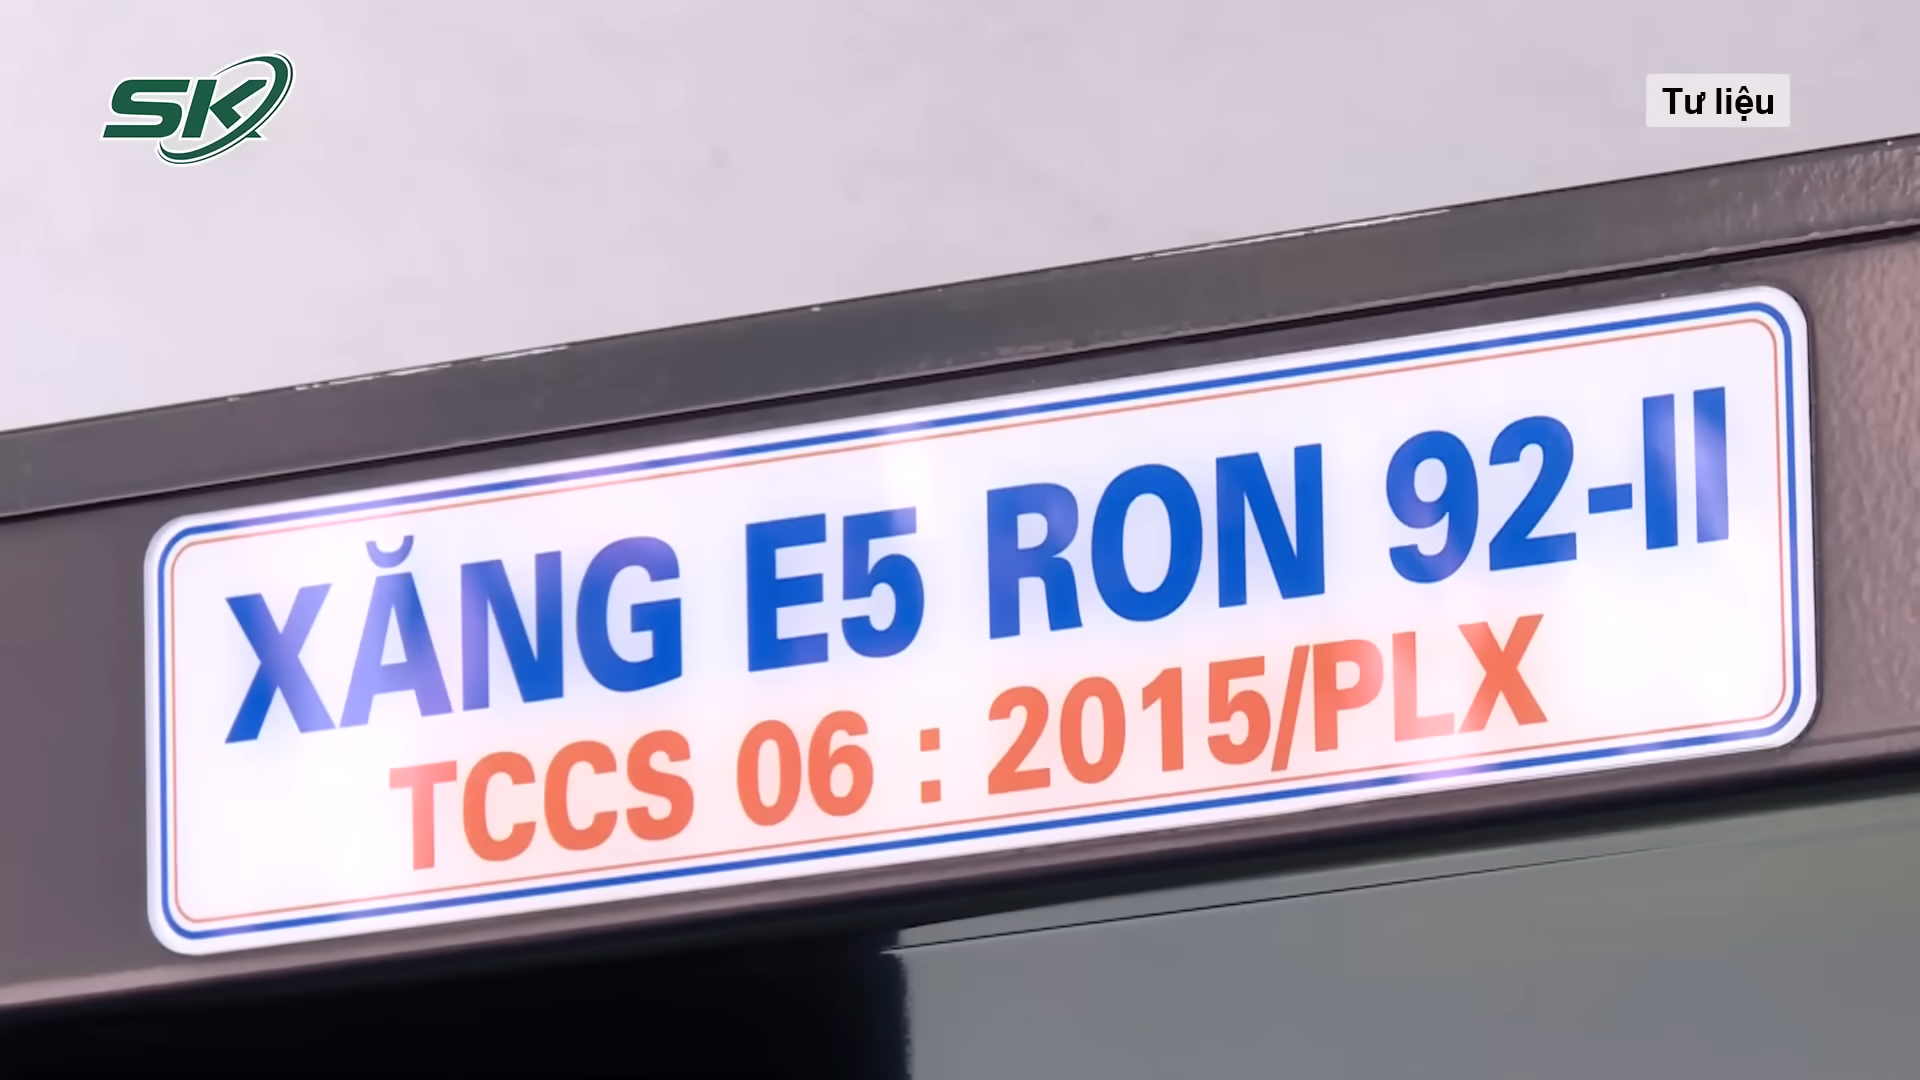 SK
Tư liệu
XĂNG E5 RON 92-II
TCCS 06 : 2015/PLX